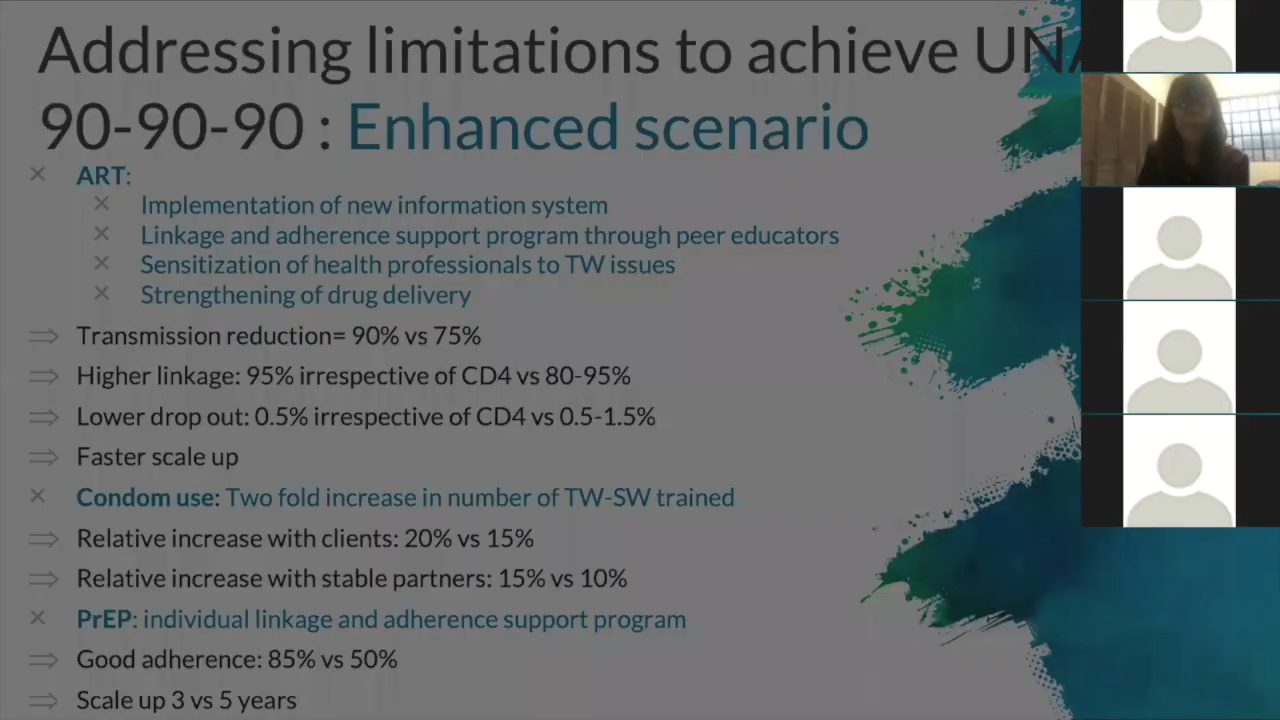 Addressing limitations to achieve UNA
90-90-90 : Enhanced scenario
ART:
Implementation of new information system
Linkage and adherence support program through peer educators
Sensitization of health professionals to TW issues
Strengthening of drug delivery
Transmission reduction= 90% vs 75%
Higher linkage: 95% irrespective of CD4 vs 80-95%
Lower drop out: 0.5% irrespective of CD4 vs 0.5-1.5%
Faster scale up
Condom use: Two fold increase in number of TW-SW trained
Relative increase with clients: 20% vs 15%
Relative increase with stable partners: 15% vs 10%
PrEP: individual linkage and adherence support program
Good adherence: 85% vs 50%
Scale up 3 vs 5 years